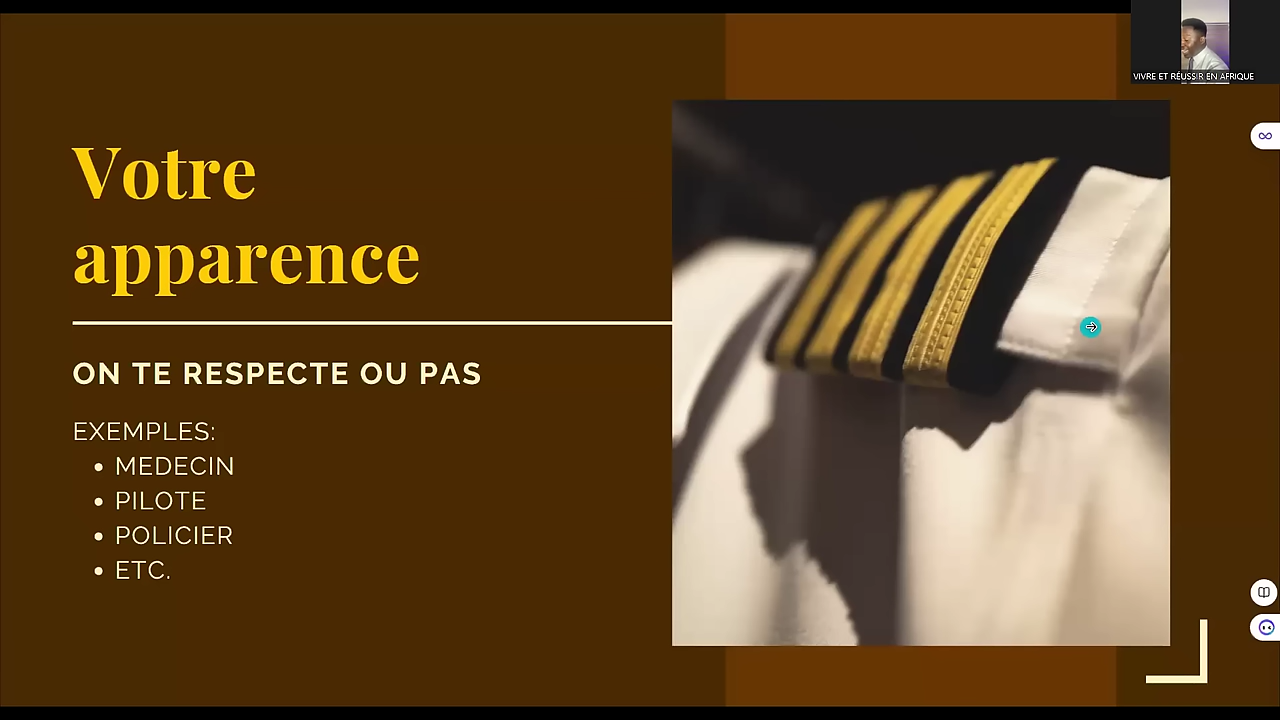 VIVRE ET RÉUSSIR EN AFRIQUE
Votre
apparence
ON TE RESPECTE OU PAS
EXEMPLES:
• MEDECIN
• PILOTE
• POLICIER
• ETC.